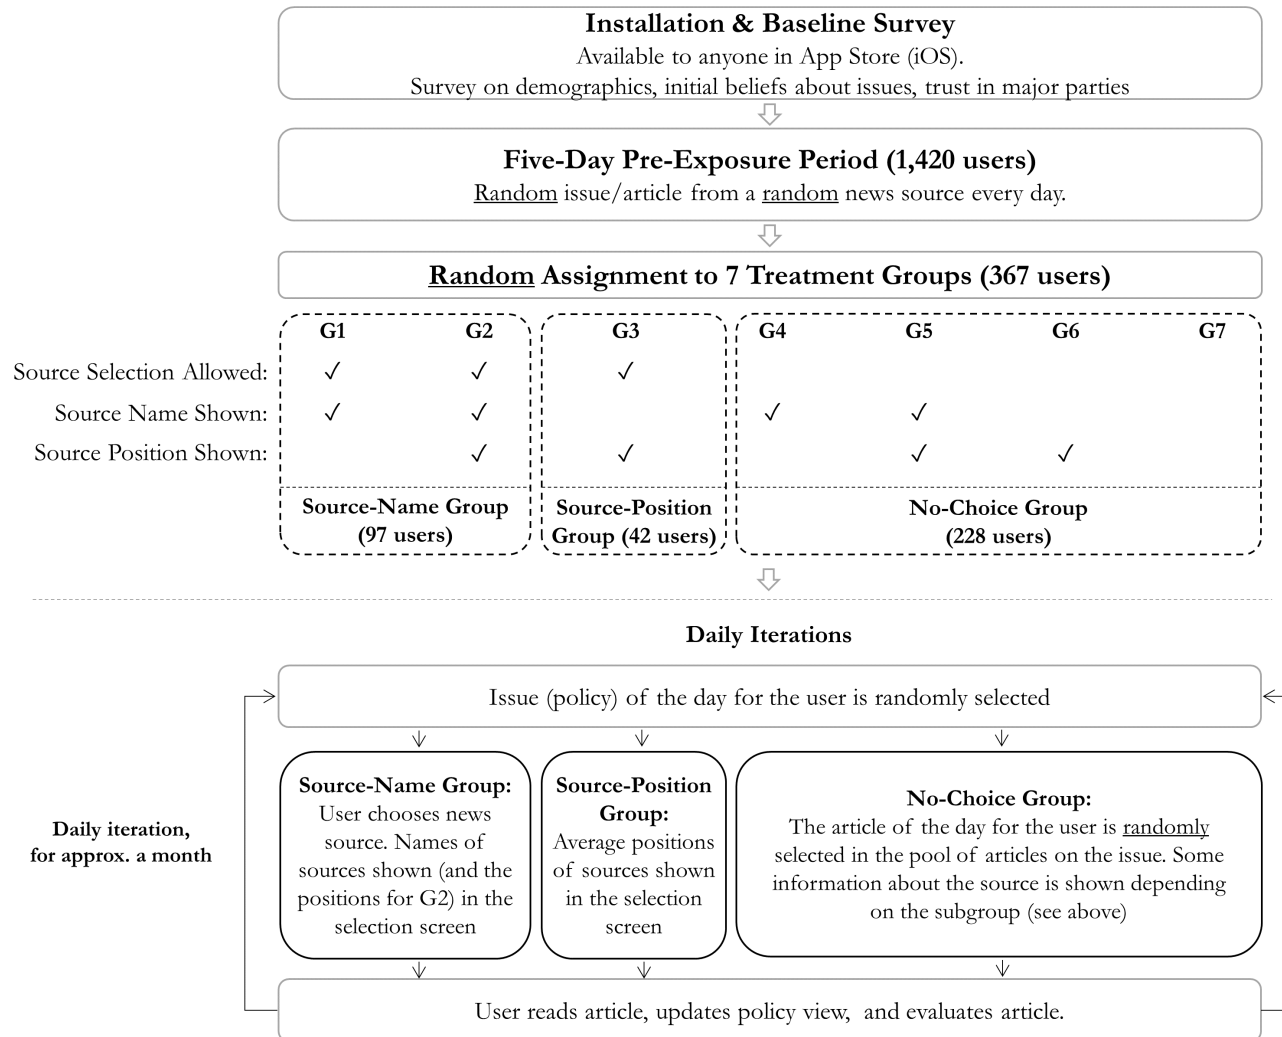 Installation & Baseline Survey
Available to anyone in App Store (iOS).
Survey on demographics, initial beliefs about issues, trust in major parties
Five-Day Pre-Exposure Period (1,420 users)
Random issue/article from a random news source every day.
Random Assignment to 7 Treatment Groups (367 users)
G1 G2 G3 G4 G5 G6 G7
Source Selection Allowed: ✓ ✓ ✓
Source Name Shown: ✓ ✓ ✓ ✓
Source Position Shown: ✓ ✓ ✓ ✓
Source-Name Group
(97 users)
Source-Position
Group (42 users)
No-Choice Group
(228 users)
Daily Iterations
Issue (policy) of the day for the user is randomly selected
Daily iteration,
for approx. a month
Source-Name Group:
User chooses news
source. Names of
sources shown (and the
positions for G2) in the
selection screen
Source-Position
Group:
Average positions
of sources shown
in the selection
screen
No-Choice Group:
The article of the day for the user is randomly
selected in the pool of articles on the issue. Some
information about the source is shown depending
on the subgroup (see above)
User reads article, updates policy view, and evaluates article.